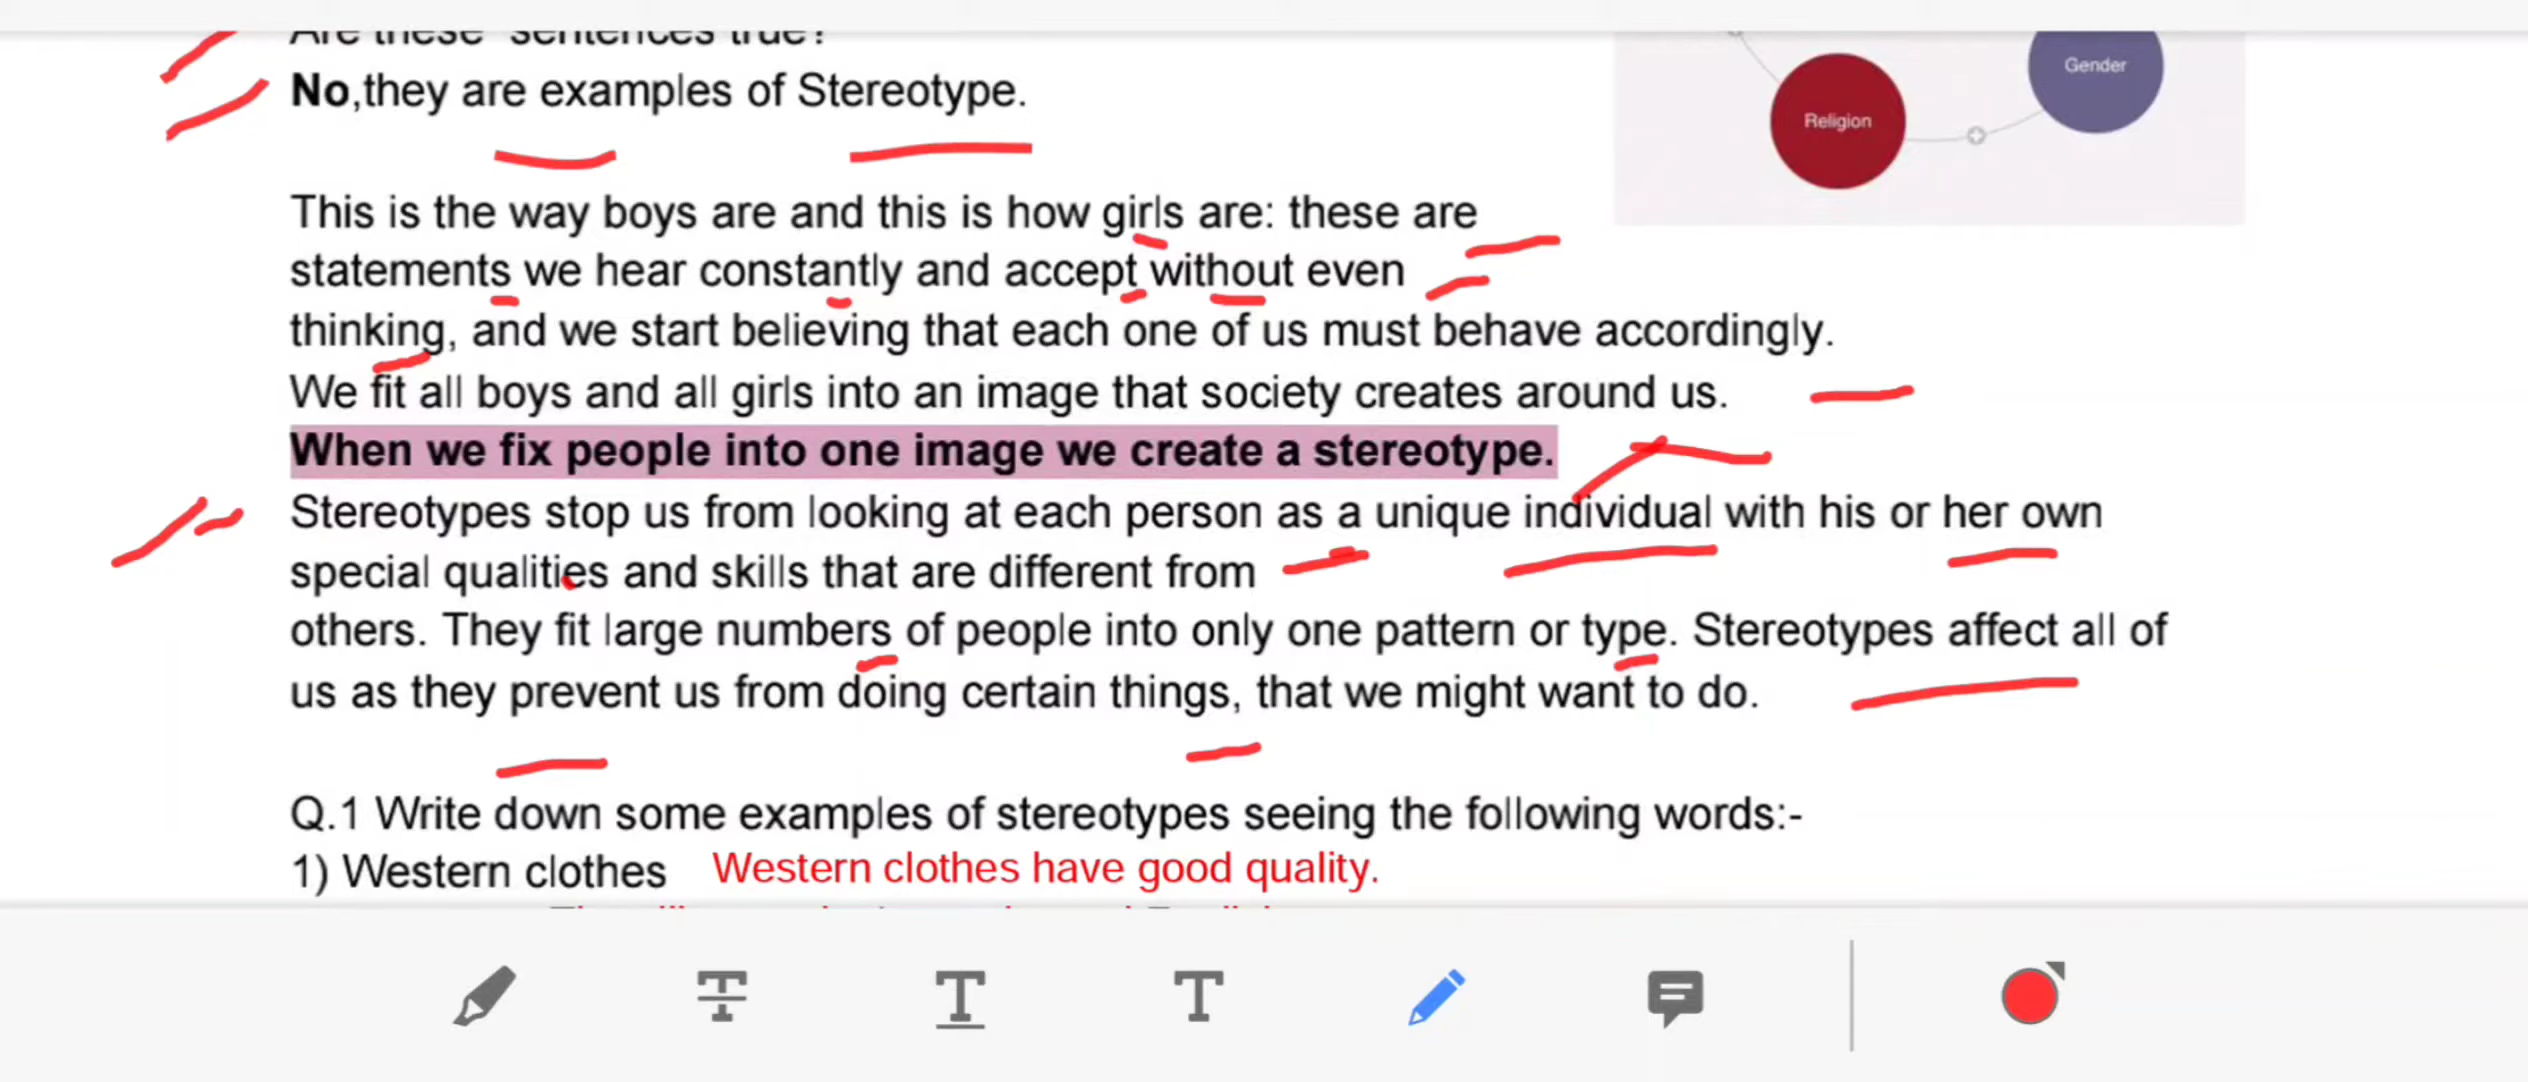 Are these sentences true?
No,they are examples of Stereotype.
Gender
Religion
This is the way boys are and this is how girls are: these are
statements we hear constantly and accept without even
thinking, and we start believing that each one of us must behave accordingly.
We fit all boys and all girls into an image that society creates around us.
When we fix people into one image we create a stereotype.
Stereotypes stop us from looking at each person as a unique individual with his or her own
special qualities and skills that are different from
others. They fit large numbers of people into only one pattern or type. Stereotypes affect all of
us as they prevent us from doing certain things, that we might want to do.
Q.1 Write down some examples of stereotypes seeing the following words:-
1) Western clothes Western clothes have good quality.